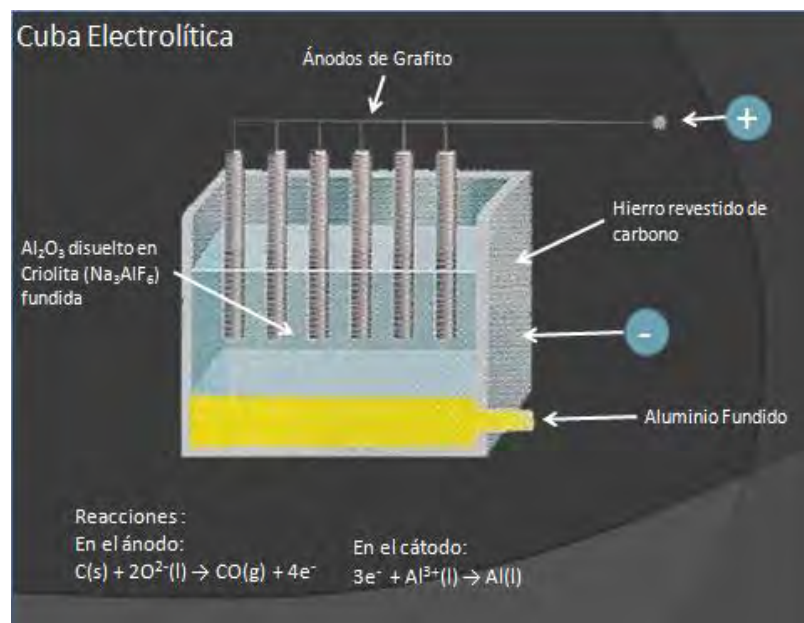 Cuba Electrolítica
Ánodos de Grafito
+
Hierro revestido de
carbono
Al₂O₃ disuelto en
Criolita (Na₃AlF₆)
fundida
-
Aluminio Fundido
Reacciones :
En el ánodo:
C(s) + 2O²⁻(l) → CO(g) + 4e⁻
En el cátodo:
3e⁻ + Al³⁺(l) → Al(l)